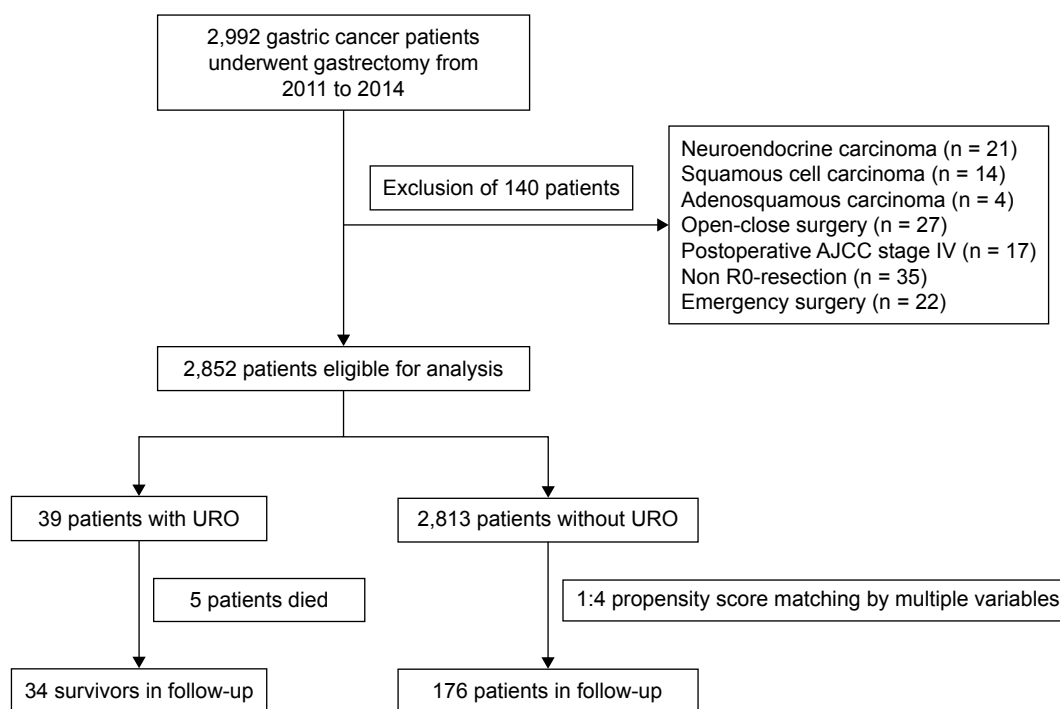 2,992 gastric cancer patients
underwent gastrectomy from
2011 to 2014
Exclusion of 140 patients
Neuroendocrine carcinoma (n = 21)
Squamous cell carcinoma (n = 14)
Adenosquamous carcinoma (n = 4)
Open-close surgery (n = 27)
Postoperative AJCC stage IV (n = 17)
Non R0-resection (n = 35)
Emergency surgery (n = 22)
2,852 patients eligible for analysis
39 patients with URO
2,813 patients without URO
5 patients died
1:4 propensity score matching by multiple variables
34 survivors in follow-up
176 patients in follow-up